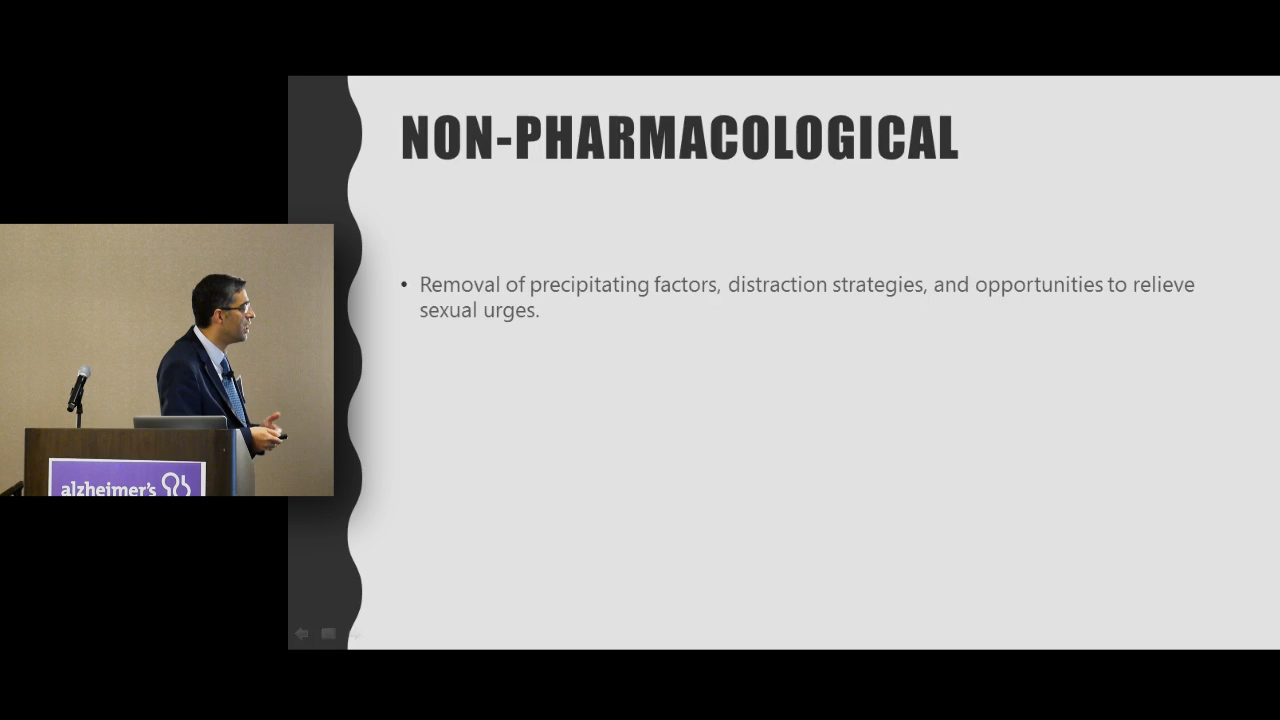 NON-PHARMACOLOGICAL
• Removal of precipitating factors, distraction strategies, and opportunities to relieve
sexual urges.
alzheimer's